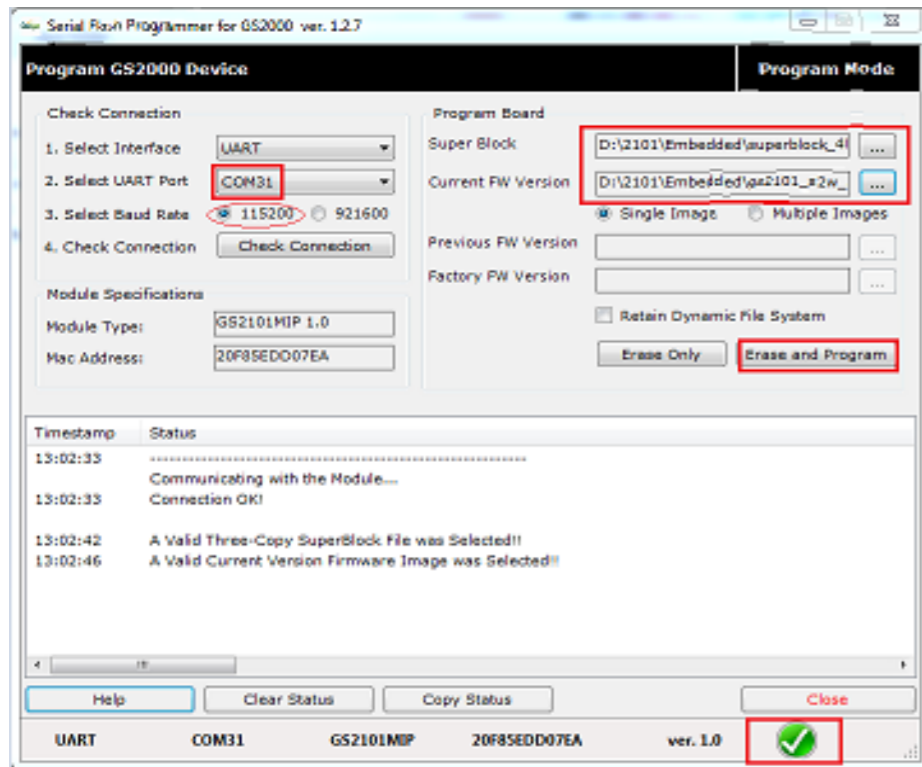 Serial Flash Programmer for GS2000 ver. 1.2.7
Program GS2000 Device
Program Mode
Check Connection
1. Select Interface
UART
2. Select UART Port
COM31
3. Select Baud Rate
115200
921600
4. Check Connection
Check Connection
Module Specifications
Module Type:
GS2101MIP 1.0
Mac Address:
20F85EDD07EA
Program Board
Super Block
D:\2101\Embedded\superblock_4
...
Current FW Version
D:\2101\Embedded\gs2101_s2w_
...
Single Image
Multiple Images
Previous FW Version
...
Factory FW Version
...
Retain Dynamic File System
Erase Only
Erase and Program
Timestamp Status
13:02:33 ------------------------------------------------------------
Communicating with the Module...
13:02:33 Connection OK!
13:02:42 A Valid Three-Copy SuperBlock File was Selected!!
13:02:46 A Valid Current Version Firmware Image was Selected!!
Help
Clear Status
Copy Status
Close
UART COM31 GS2101MIP 20F85EDD07EA ver. 1.0